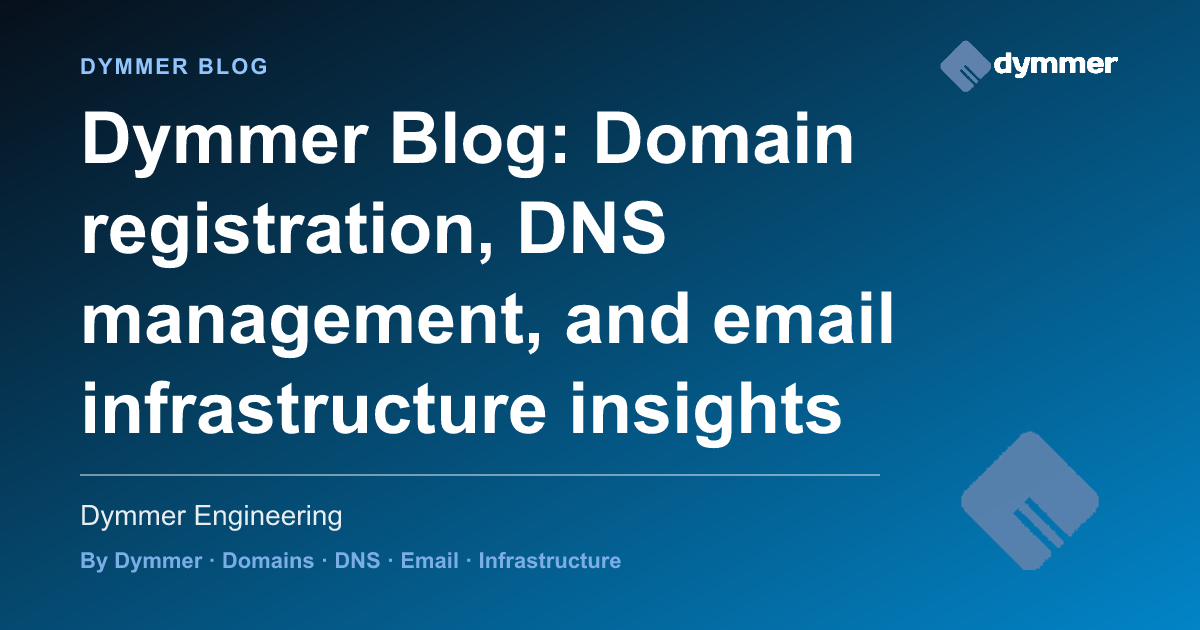 DYMMER BLOG
dymmer
Dymmer Blog: Domain
registration, DNS
management, and email
infrastructure insights
Dymmer Engineering
By Dymmer · Domains · DNS · Email · Infrastructure